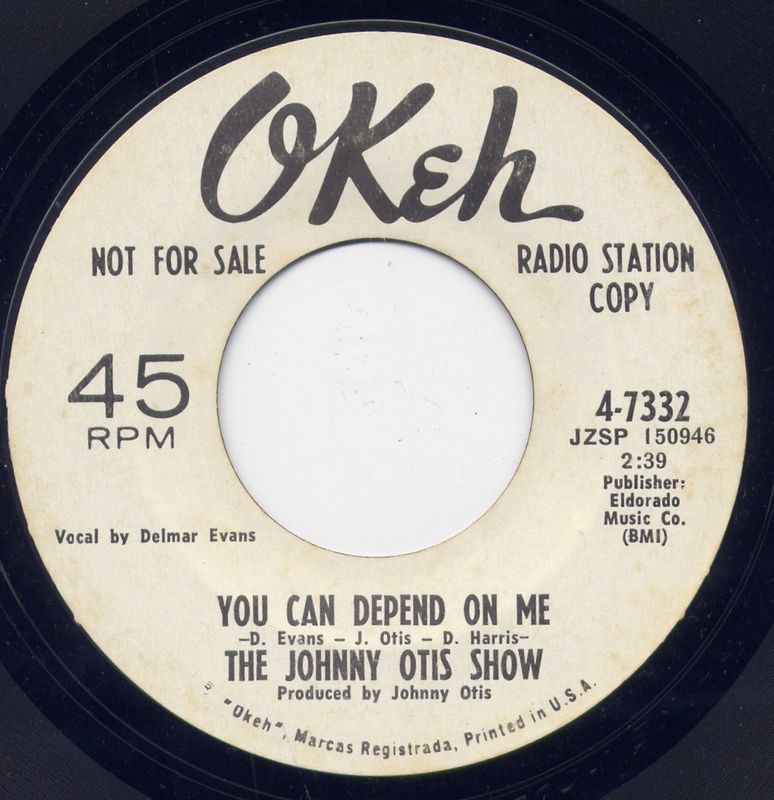 OKeh
NOT FOR SALE
RADIO STATION
COPY
45
RPM
4-7332
JZSP 150946
2:39
Publisher:
Eldorado
Music Co.
(BMI)
Vocal by Delmar Evans
YOU CAN DEPEND ON ME
–D. Evans – J. Otis – D. Harris–
THE JOHNNY OTIS SHOW
Produced by Johnny Otis
"Okeh", Marcas Registrada, Printed in U.S.A.